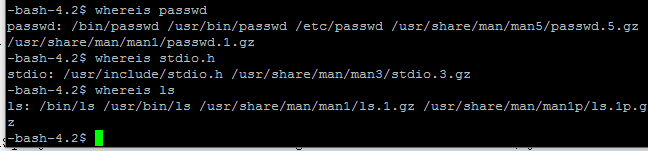 -bash-4.2$ whereis passwd
passwd: /bin/passwd /usr/bin/passwd /etc/passwd /usr/share/man/man5/passwd.5.gz
/usr/share/man/man1/passwd.1.gz
-bash-4.2$ whereis stdio.h
stdio: /usr/include/stdio.h /usr/share/man/man3/stdio.3.gz
-bash-4.2$ whereis ls
ls: /bin/ls /usr/bin/ls /usr/share/man/man1/ls.1.gz /usr/share/man/man1p/ls.1p.g
z
-bash-4.2$